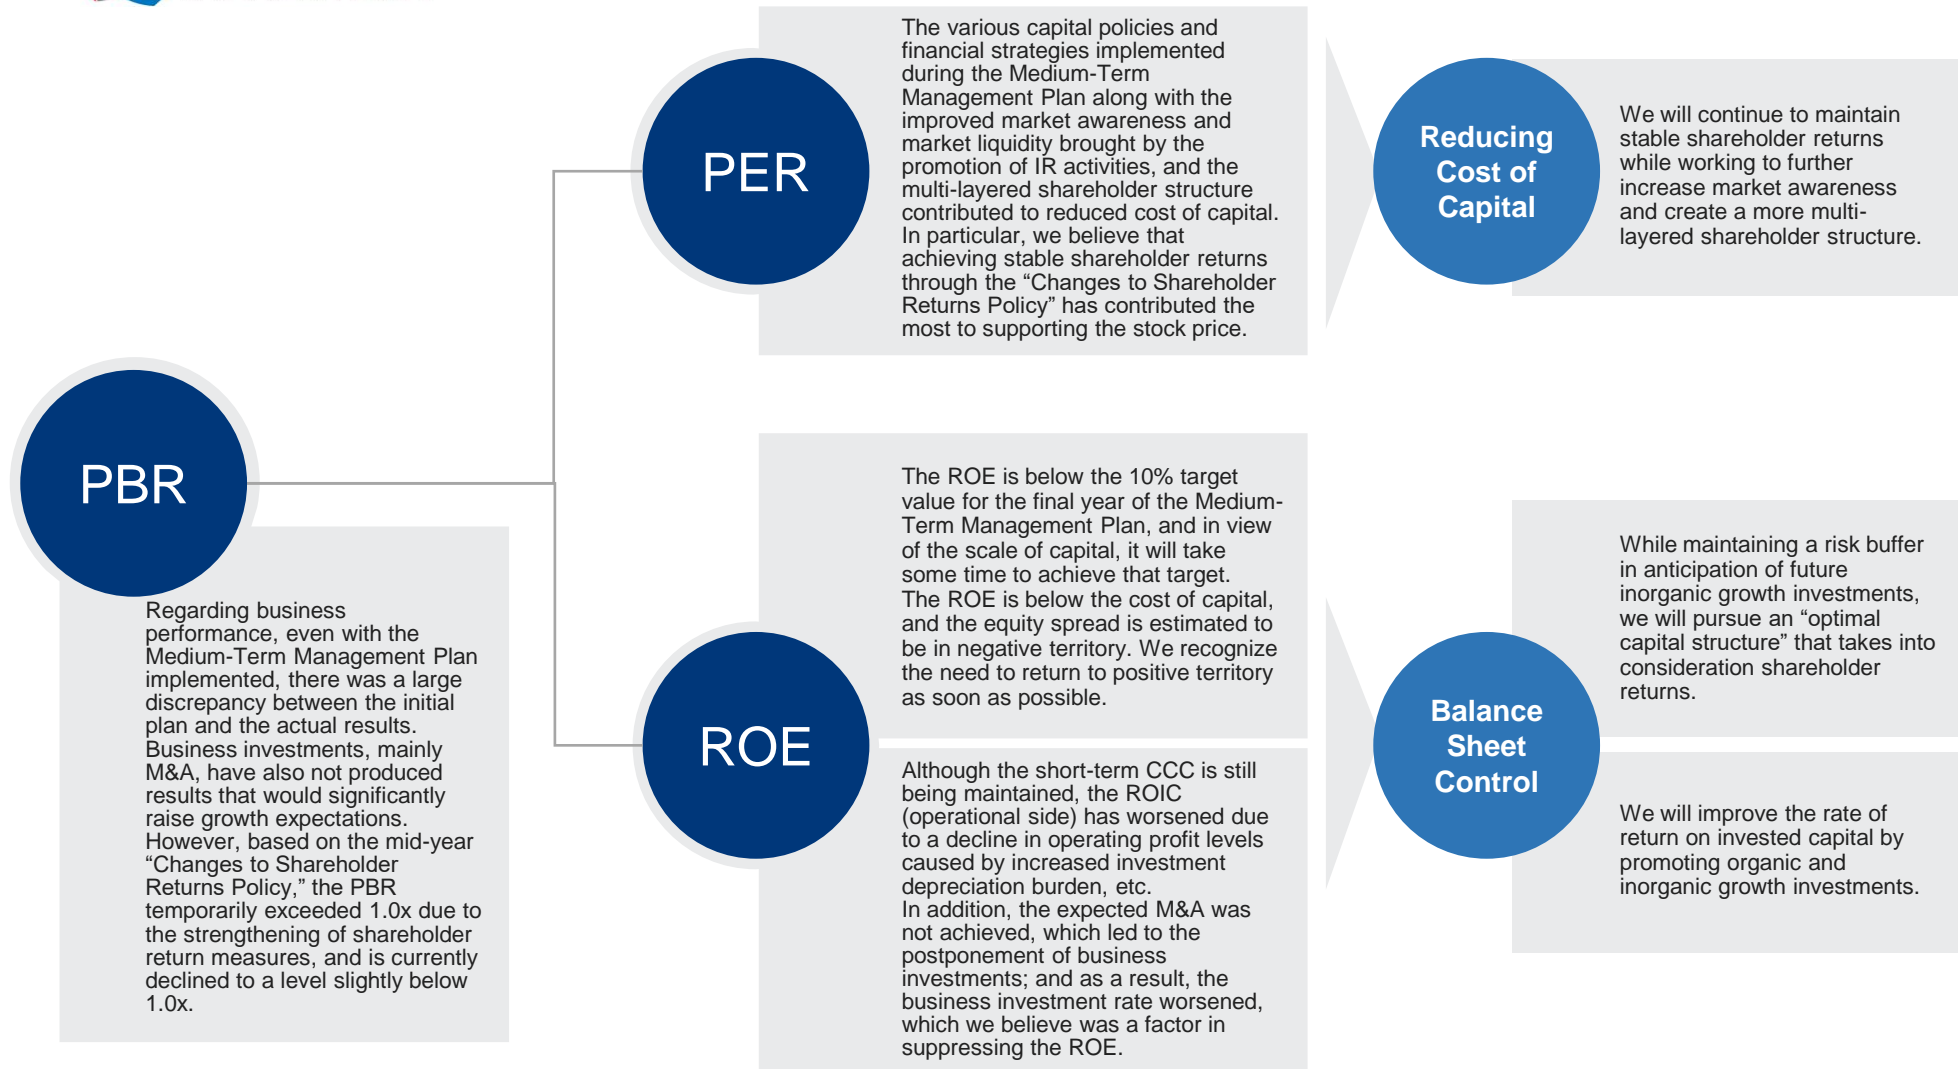 PBR
Regarding business
performance, even with the
Medium-Term Management Plan
implemented, there was a large
discrepancy between the initial
plan and the actual results.
Business investments, mainly
M&A, have also not produced
results that would significantly
raise growth expectations.
However, based on the mid-year
“Changes to Shareholder
Returns Policy,” the PBR
temporarily exceeded 1.0x due to
the strengthening of shareholder
return measures, and is currently
declined to a level slightly below
1.0x.
PER
The various capital policies and
financial strategies implemented
during the Medium-Term
Management Plan along with the
improved market awareness and
market liquidity brought by the
promotion of IR activities, and the
multi-layered shareholder structure
contributed to reduced cost of capital.
In particular, we believe that
achieving stable shareholder returns
through the “Changes to Shareholder
Returns Policy” has contributed the
most to supporting the stock price.
Reducing
Cost of
Capital
We will continue to maintain
stable shareholder returns
while working to further
increase market awareness
and create a more multi-
layered shareholder structure.
ROE
The ROE is below the 10% target
value for the final year of the Medium-
Term Management Plan, and in view
of the scale of capital, it will take
some time to achieve that target.
The ROE is below the cost of capital,
and the equity spread is estimated to
be in negative territory. We recognize
the need to return to positive territory
as soon as possible.
Although the short-term CCC is still
being maintained, the ROIC
(operational side) has worsened due
to a decline in operating profit levels
caused by increased investment
depreciation burden, etc.
In addition, the expected M&A was
not achieved, which led to the
postponement of business
investments; and as a result, the
business investment rate worsened,
which we believe was a factor in
suppressing the ROE.
Balance
Sheet
Control
While maintaining a risk buffer
in anticipation of future
inorganic growth investments,
we will pursue an “optimal
capital structure” that takes into
consideration shareholder
returns.
We will improve the rate of
return on invested capital by
promoting organic and
inorganic growth investments.